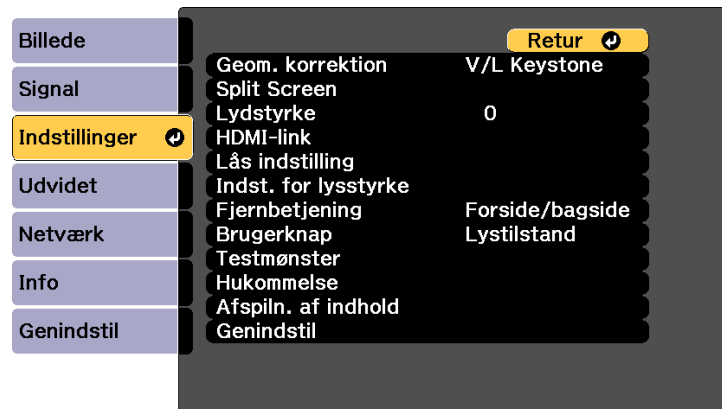 Billede
Signal
Indstillinger
Udvidet
Netværk
Info
Genindstil
Retur
Geom. korrektion V/L Keystone
Split Screen
Lydstyrke 0
HDMI-link
Lås indstilling
Indst. for lysstyrke
Fjernbetjening Forside/bagside
Brugerknap Lystilstand
Testmønster
Hukommelse
Afspiln. af indhold
Genindstil